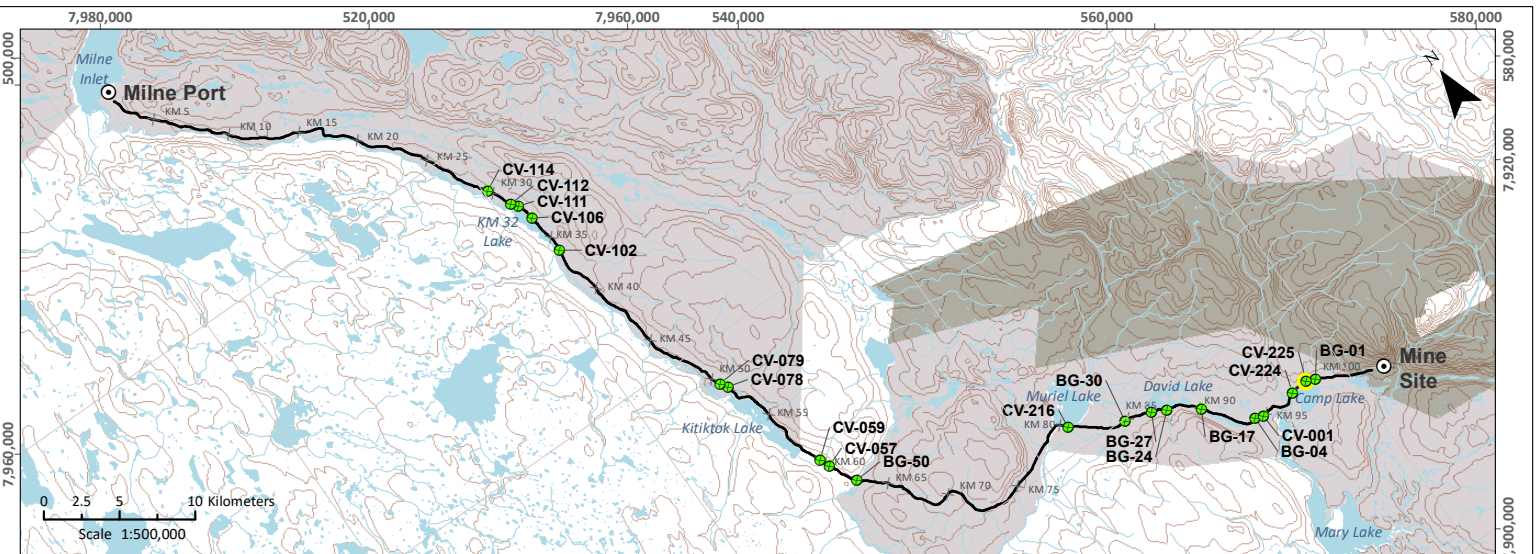 7,980,000
520,000
7,960,000
540,000
560,000
580,000
500,000
580,000
7,920,000
7,960,000
7,900,000
N
Milne
Inlet
Milne Port
KM 5
KM 10
KM 15
KM 20
KM 25
CV-114
KM 30
CV-112
CV-111
CV-106
KM 32
Lake
KM 35
CV-102
KM 40
KM 45
CV-079
KM 50
CV-078
KM 55
Kitiktok Lake
CV-059
CV-057
KM 60
BG-50
KM 65
KM 70
KM 75
BG-30
Muriel Lake
CV-216
KM 80
David Lake
KM 85
KM 90
BG-27
BG-24
BG-17
CV-225
CV-224
BG-01
KM 100
Mine
Site
Camp Lake
KM 95
CV-001
BG-04
Mary Lake
0 2.5 5 10 Kilometers
Scale 1:500,000